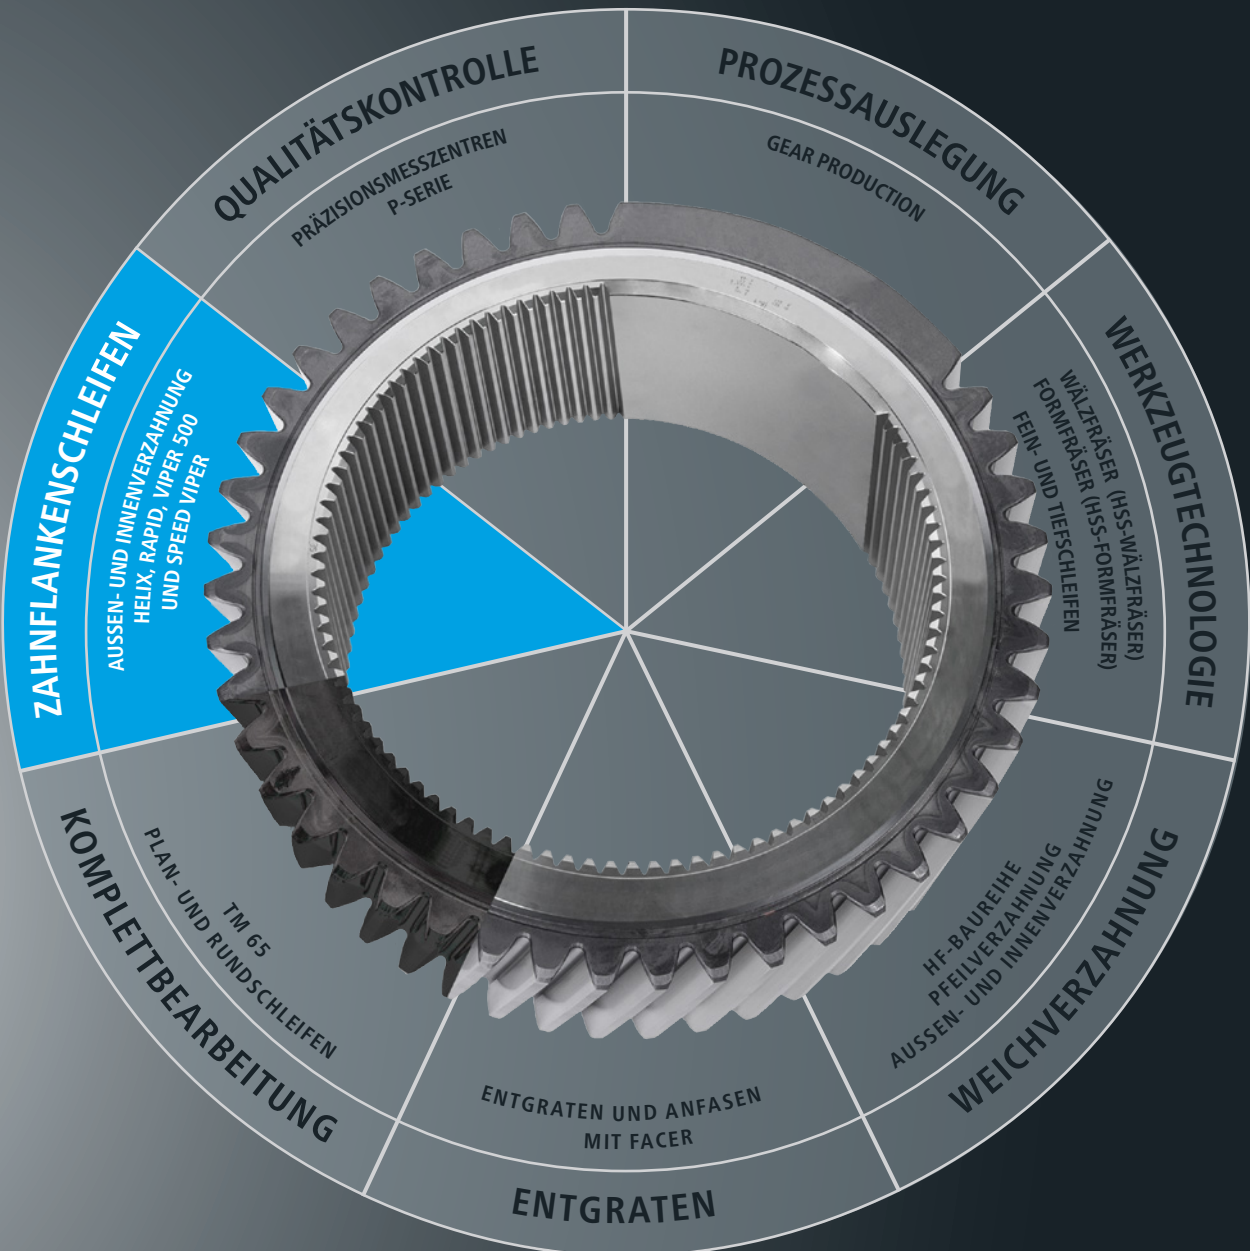 PROZESSAUSLEGUNG
GEAR PRODUCTION
WERKZEUGTECHNOLOGIE
WÄLZFRÄSER (HSS-WÄLZFRÄSER)
FORMFRÄSER (HSS-FORMFRÄSER)
FEIN- UND TIEFSCHLEIFEN
WEICHVERZAHNUNG
HF-BAUREIHE
PFEILVERZAHNUNG
AUSSEN- UND INNENVERZAHNUNG
ENTGRATEN UND ANFASEN
MIT FACER
ENTGRATEN
KOMPLETTBEARBEITUNG
TM 65
PLAN- UND RUNDSCHLEIFEN
ZAHNFLANKENSCHLEIFEN
AUSSEN- UND INNENVERZAHNUNG
HELIX, RAPID, VIPER 500
UND SPEED VIPER
QUALITÄTSKONTROLLE
PRÄZISIONSMESSZENTREN
P-SERIE